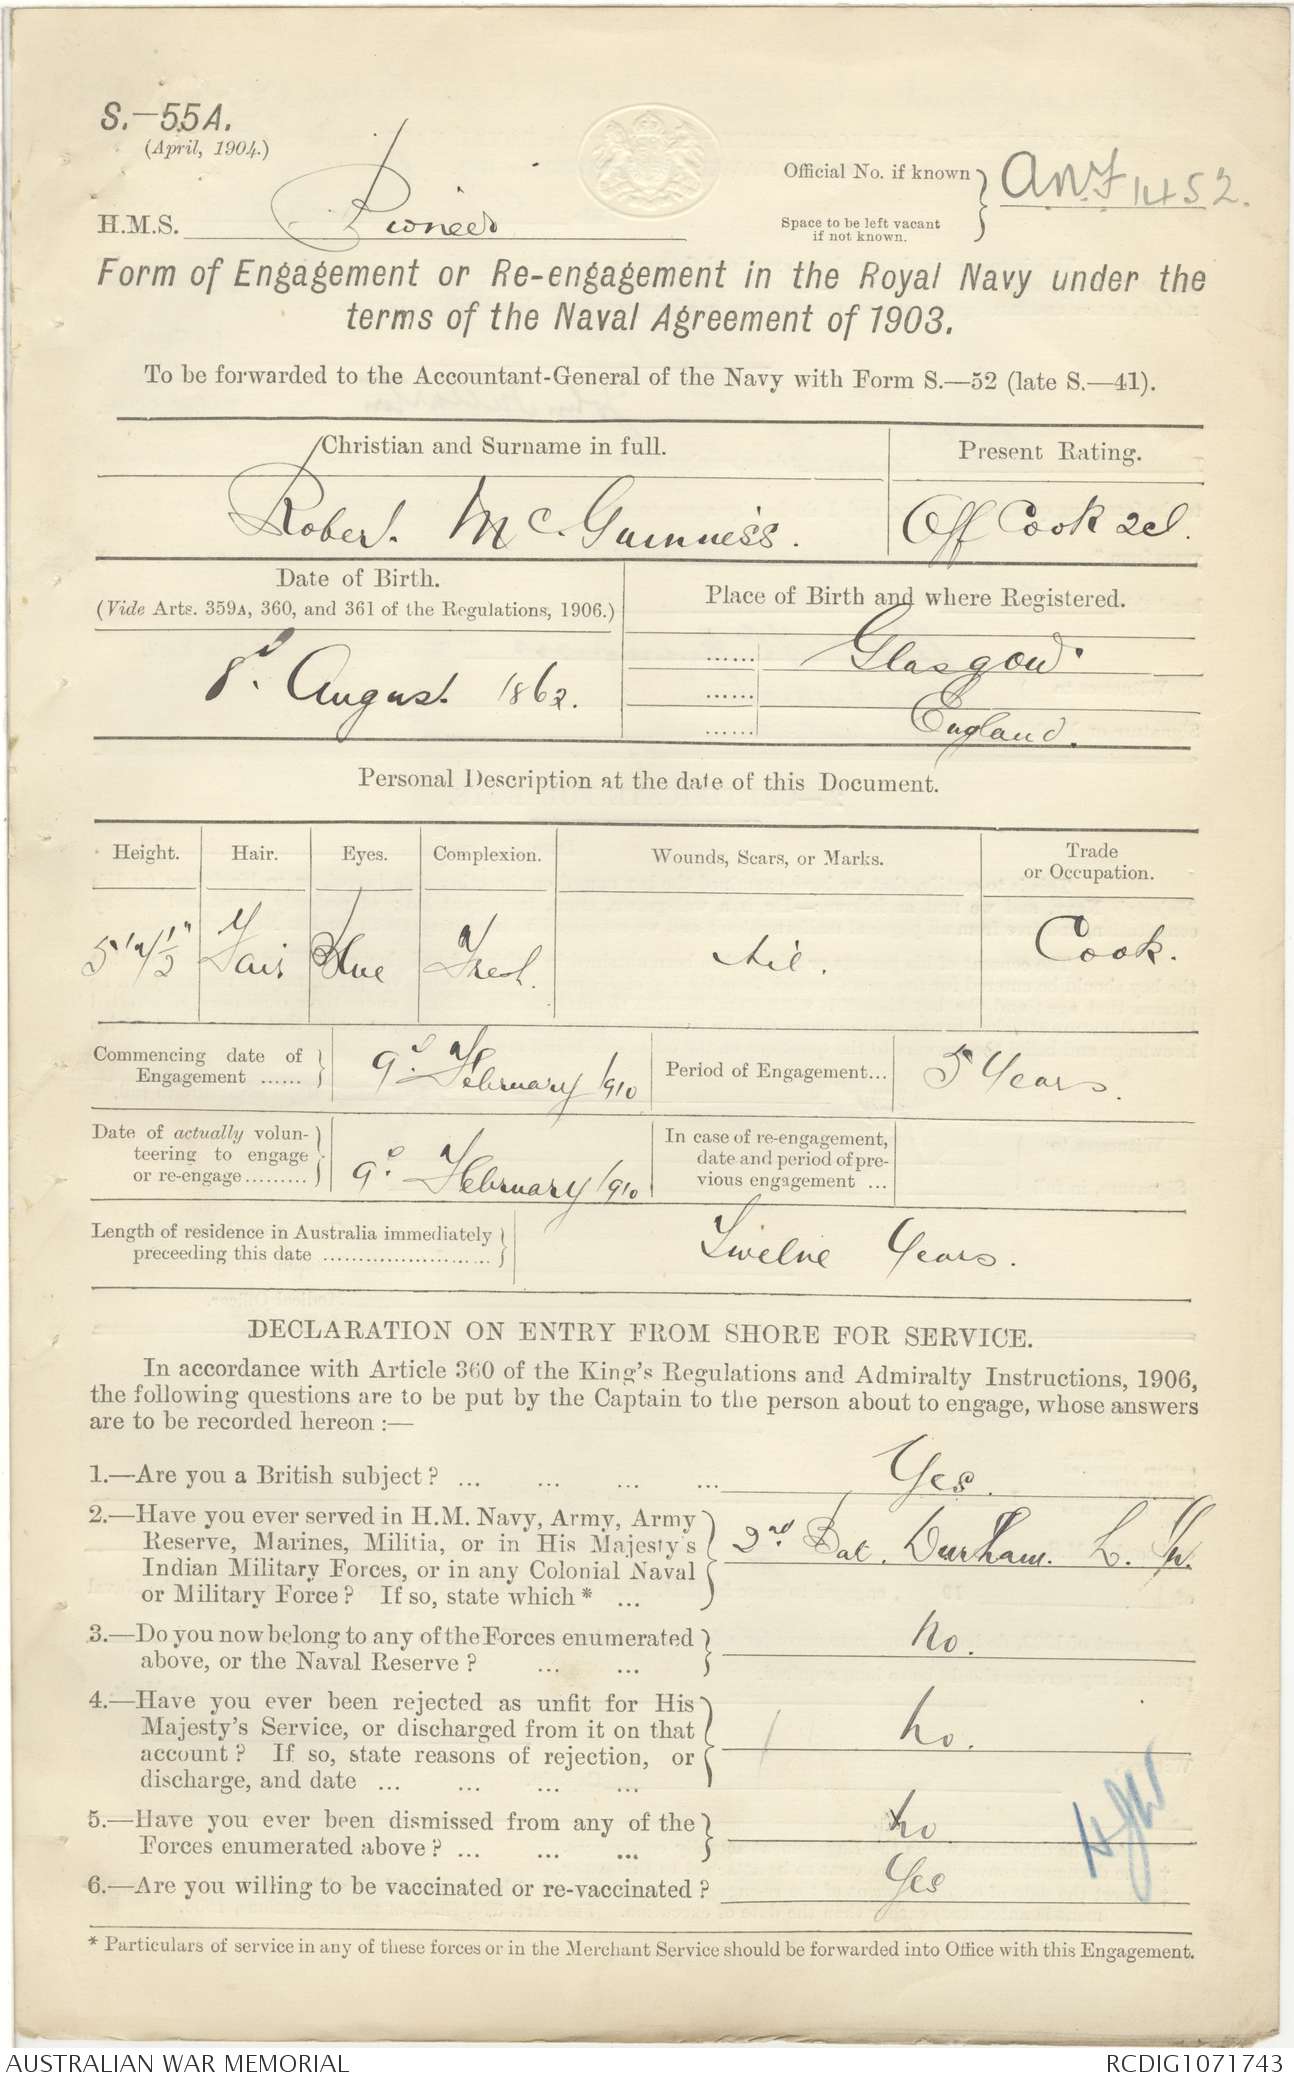 S.—55A.
(April, 1904.)
H.M.S. Pioneer
Official No. if known
Space to be left vacant
if not known.
ANF 1452.
Form of Engagement or Re-engagement in the Royal Navy under the
terms of the Naval Agreement of 1903.
To be forwarded to the Accountant-General of the Navy with Form S.—52 (late S.—41).
Christian and Surname in full.
Present Rating.
Robert Mc Guinness.
Off Cook 2cl.
Date of Birth.
(Vide Arts. 359A, 360, and 361 of the Regulations, 1906.)
Place of Birth and where Registered.
8d. August 1862.
...... Glasgow.
......
...... England.
Personal Description at the date of this Document.
Height.
Hair.
Eyes.
Complexion.
Wounds, Scars, or Marks.
Trade
or Occupation.
Fair
Blue
Fresh.
Nil.
Cook.
Commencing date of
Engagement ......
9d. February 1910
Period of Engagement...
5 Years.
Date of actually volun-
teering to engage
or re-engage.........
9d. February 1910
In case of re-engagement,
date and period of pre-
vious engagement ...
Length of residence in Australia immediately
preceeding this date ........................
Twelve Years.
DECLARATION ON ENTRY FROM SHORE FOR SERVICE.
In accordance with Article 360 of the King's Regulations and Admiralty Instructions, 1906,
the following questions are to be put by the Captain to the person about to engage, whose answers
are to be recorded hereon :—
1.—Are you a British subject ? ... ... ... ... Yes.
2.—Have you ever served in H.M. Navy, Army, Army
Reserve, Marines, Militia, or in His Majesty's
Indian Military Forces, or in any Colonial Naval
or Military Force ? If so, state which * ...
2nd Bat. Durham. L. In.
3.—Do you now belong to any of the Forces enumerated
above, or the Naval Reserve ? ... ...
No.
4.—Have you ever been rejected as unfit for His
Majesty's Service, or discharged from it on that
account ? If so, state reasons of rejection, or
discharge, and date ... ... ... ...
No.
5.—Have you ever been dismissed from any of the
Forces enumerated above ? ... ... ...
No
6.—Are you willing to be vaccinated or re-vaccinated ? Yes
* Particulars of service in any of these forces or in the Merchant Service should be forwarded into Office with this Engagement.
AUSTRALIAN WAR MEMORIAL
RCDIG1071743